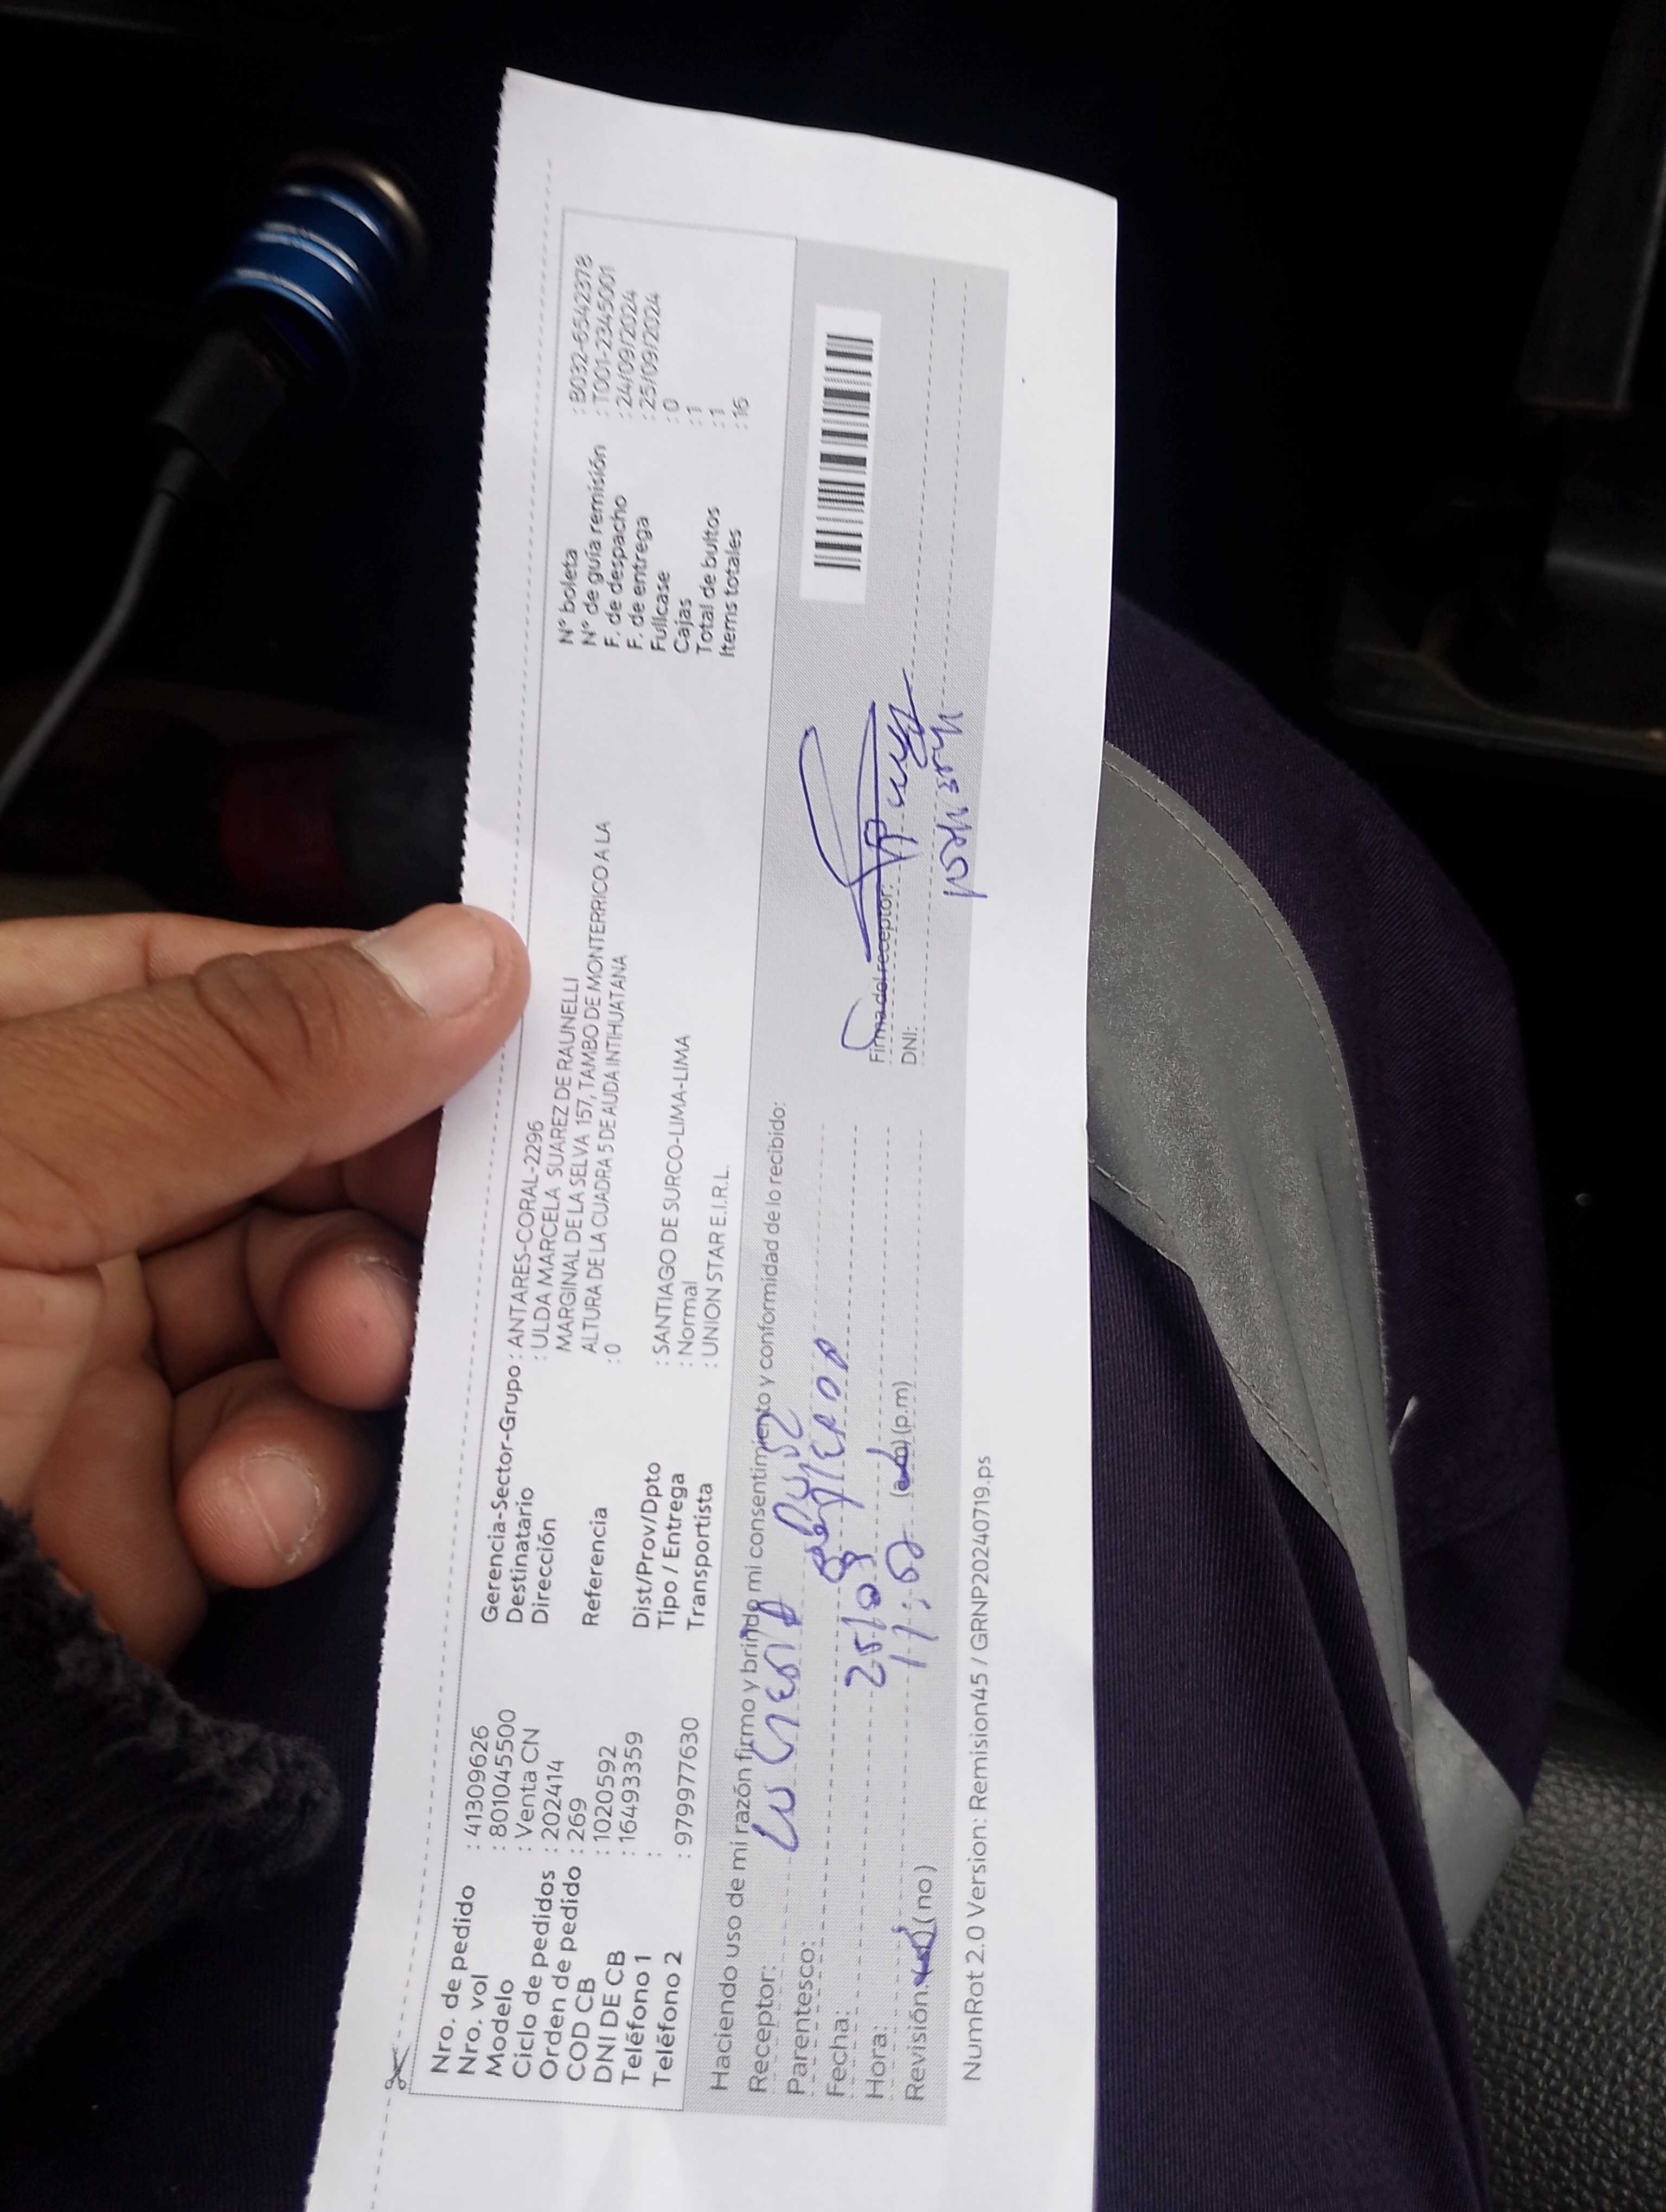 Nro. de pedido : 413096626
Nro. vol : 801045500
Modelo : Venta CN
Ciclo de pedidos : 202414
Orden de pedido : 269
COD CB : 1020592
DNI DE CB : 16493359
Teléfono 1 :
Teléfono 2 : 979977630
Gerencia-Sector-Grupo : ANTARES-CORAL-2296
Destinatario : ULDA MARCELA SUAREZ DE RAUNELLI
Dirección MARGINAL DE LA SELVA 157, TAMBO DE MONTERRICO A LA
ALTURA DE LA CUADRA 5 DE AUDA INTIHUATANA
Referencia : 0
Dist/Prov/Dpto : SANTIAGO DE SURCO-LIMA-LIMA
Tipo / Entrega : Normal
Transportista : UNION STAR E.I.R.L.
N° boleta : B032-6542378
N° de guía remisión : T001-2345001
F. de despacho : 24/09/2024
F. de entrega : 25/09/2024
Fullcase : 0
Cajas : 1
Total de bultos : 1
Items totales : 16
Haciendo uso de mi razón firmo y brindo mi consentimiento y conformidad de lo recibido:
Receptor:
Parentesco:
Fecha: 25/09
Hora: (p.m)
Revisión: (no)
Firma del receptor:
DNI:
NumRot 2.0 Version: Remision45 / GRNP20240719.ps